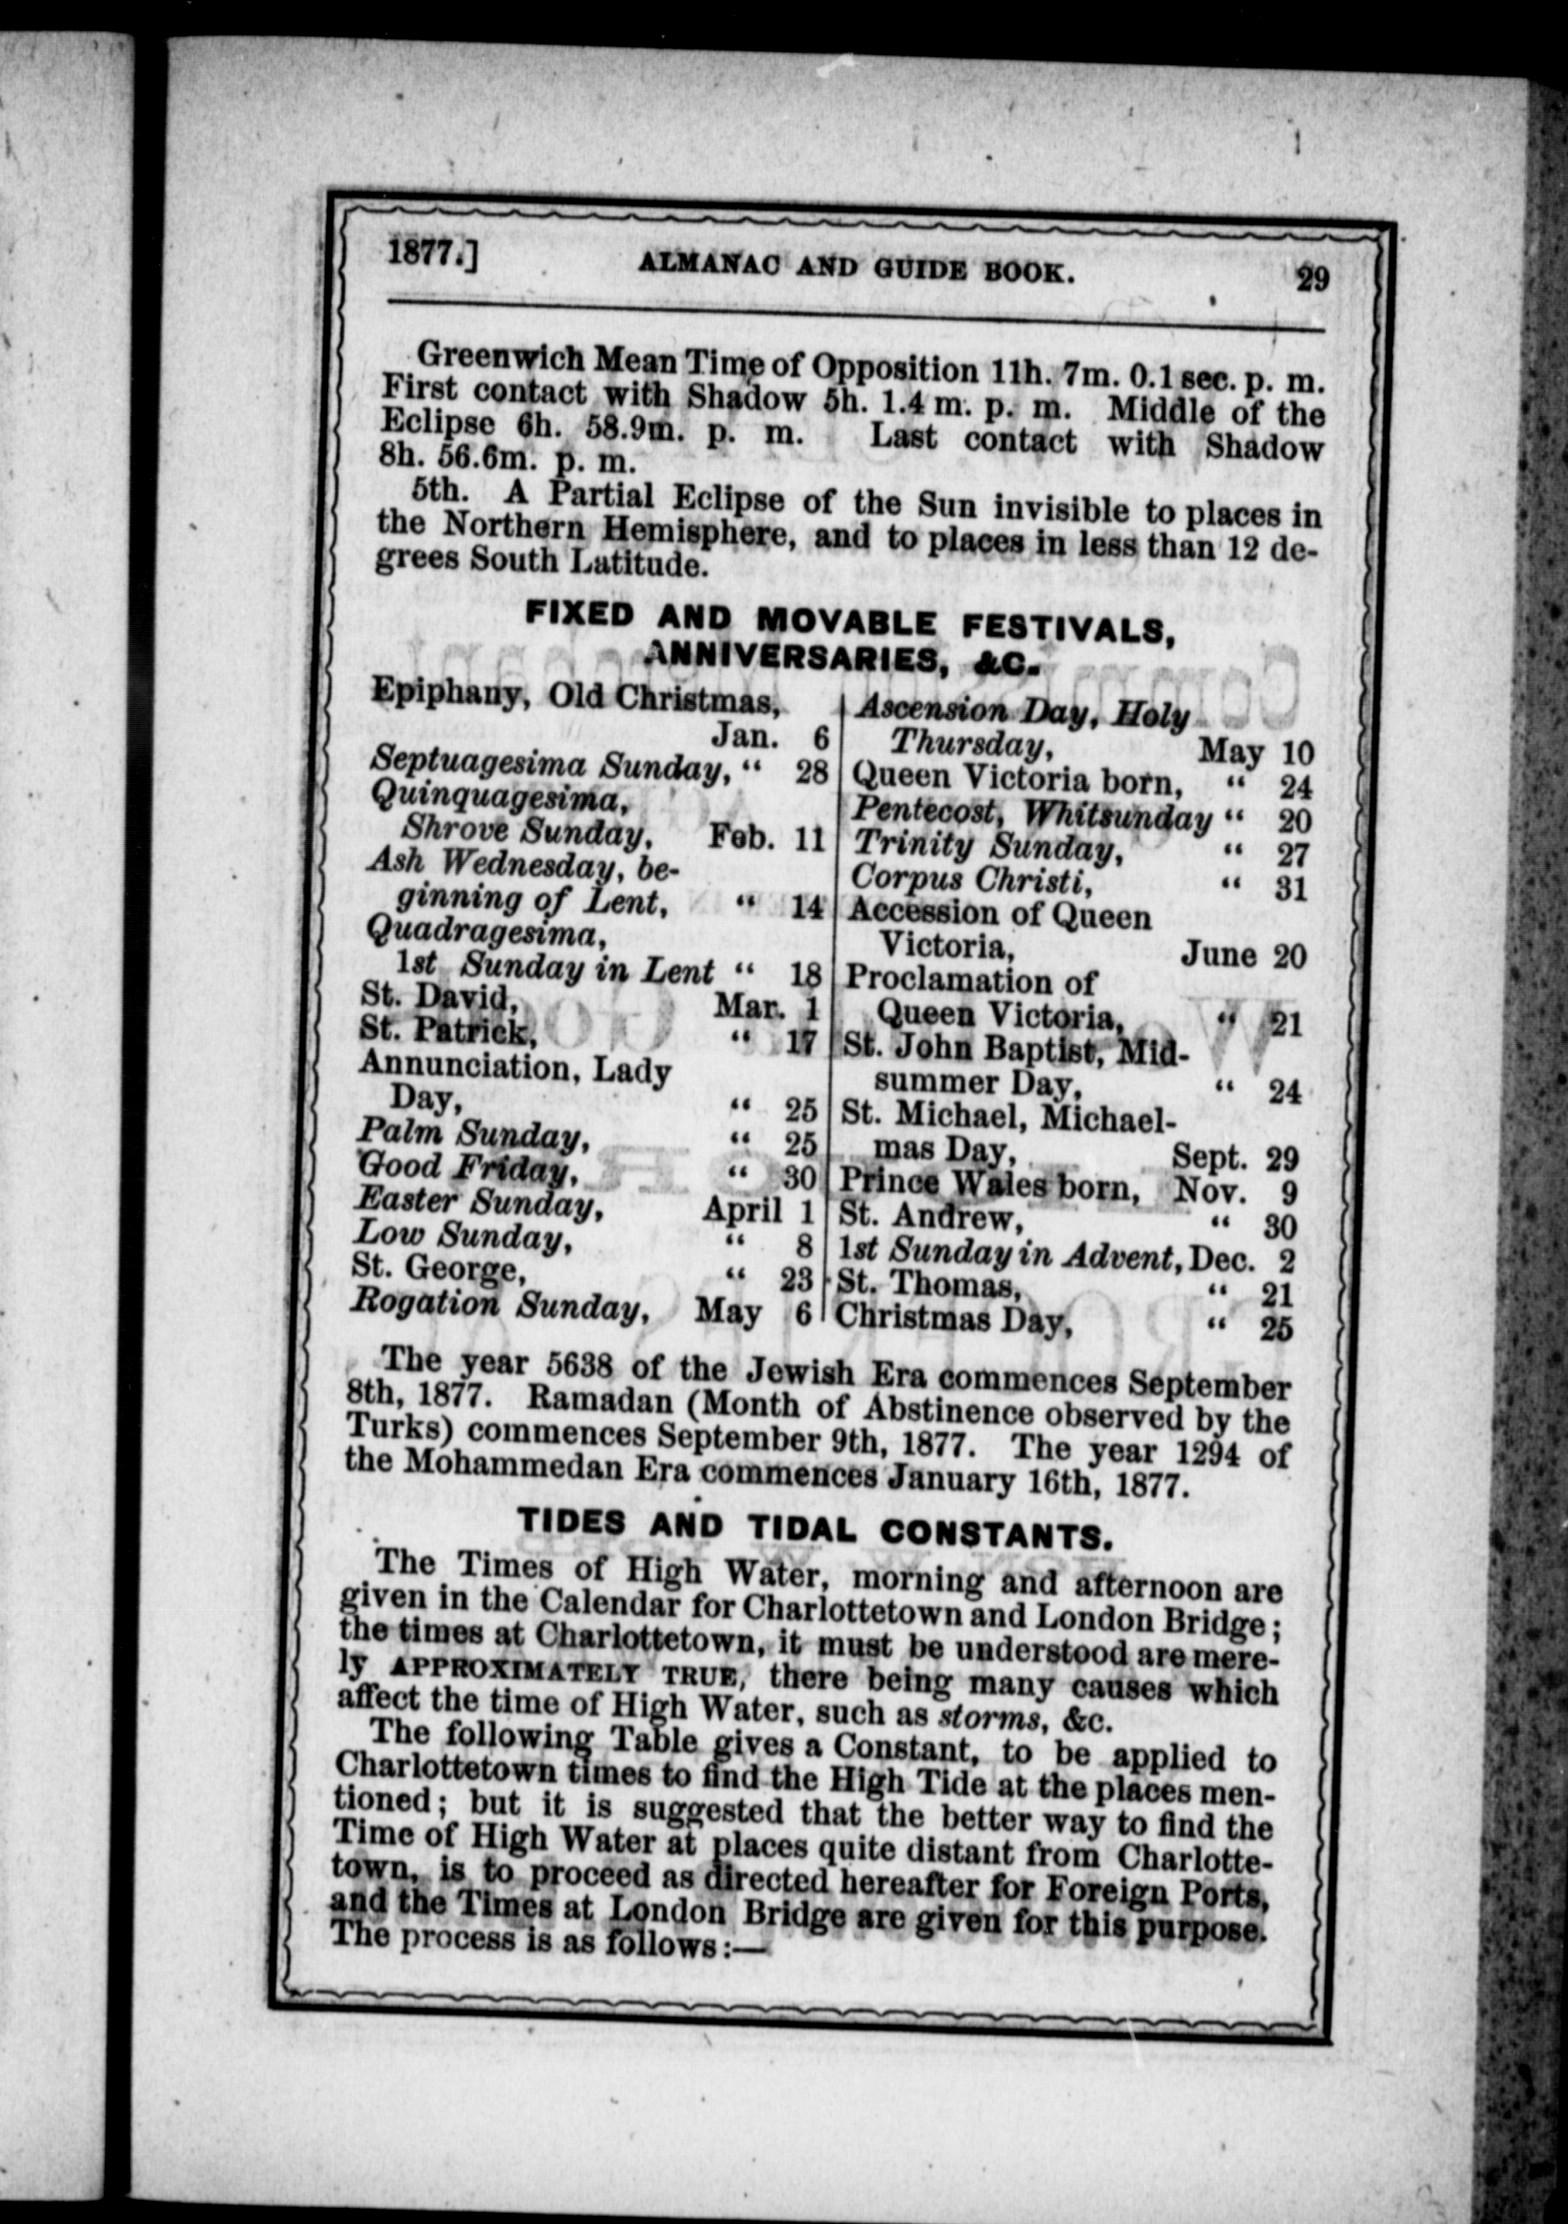 1877.] ALMANAC AND GUIDE BOOK. 29
Greenwich Mean Time of Opposition 11h. 7m. 0.1 sec. p. m.
First contact with Shadow 5h. 1.4 m. p. m. Middle of the
Eclipse 6h. 58.9m. p. m. Last contact with Shadow
8h. 56.6m. p. m.
5th. A Partial Eclipse of the Sun invisible to places in
the Northern Hemisphere, and to places in less than 12 de-
grees South Latitude.
FIXED AND MOVABLE FESTIVALS,
ANNIVERSARIES, &C.
Epiphany, Old Christmas,
Jan. 6
Septuagesima Sunday, “ 28
Quinquagesima,
Shrove Sunday, Feb. 11
Ash Wednesday, be-
ginning of Lent, “ 14
Quadragesima,
1st Sunday in Lent “ 18
St. David, Mar. 1
St. Patrick, “ 17
Annunciation, Lady
Day, “ 25
Palm Sunday, “ 25
Good Friday, “ 30
Easter Sunday, April 1
Low Sunday, “ 8
St. George, “ 23
Rogation Sunday, May 6
Ascension Day, Holy
Thursday, May 10
Queen Victoria born, “ 24
Pentecost, Whitsunday “ 20
Trinity Sunday, “ 27
Corpus Christi, “ 31
Accession of Queen
Victoria, June 20
Proclamation of
Queen Victoria, “ 21
St. John Baptist, Mid-
summer Day, “ 24
St. Michael, Michael-
mas Day, Sept. 29
Prince Wales born, Nov. 9
St. Andrew, “ 30
1st Sunday in Advent, Dec. 2
St. Thomas, “ 21
Christmas Day, “ 25
The year 5638 of the Jewish Era commences September
8th, 1877. Ramadan (Month of Abstinence observed by the
Turks) commences September 9th, 1877. The year 1294 of
the Mohammedan Era commences January 16th, 1877.
TIDES AND TIDAL CONSTANTS.
The Times of High Water, morning and afternoon are
given in the Calendar for Charlottetown and London Bridge;
the times at Charlottetown, it must be understood are mere-
ly APPROXIMATELY TRUE, there being many causes which
affect the time of High Water, such as storms, &c.
The following Table gives a Constant, to be applied to
Charlottetown times to find the High Tide at the places men-
tioned; but it is suggested that the better way to find the
Time of High Water at places quite distant from Charlotte-
town, is to proceed as directed hereafter for Foreign Ports,
and the Times at London Bridge are given for this purpose.
The process is as follows:—